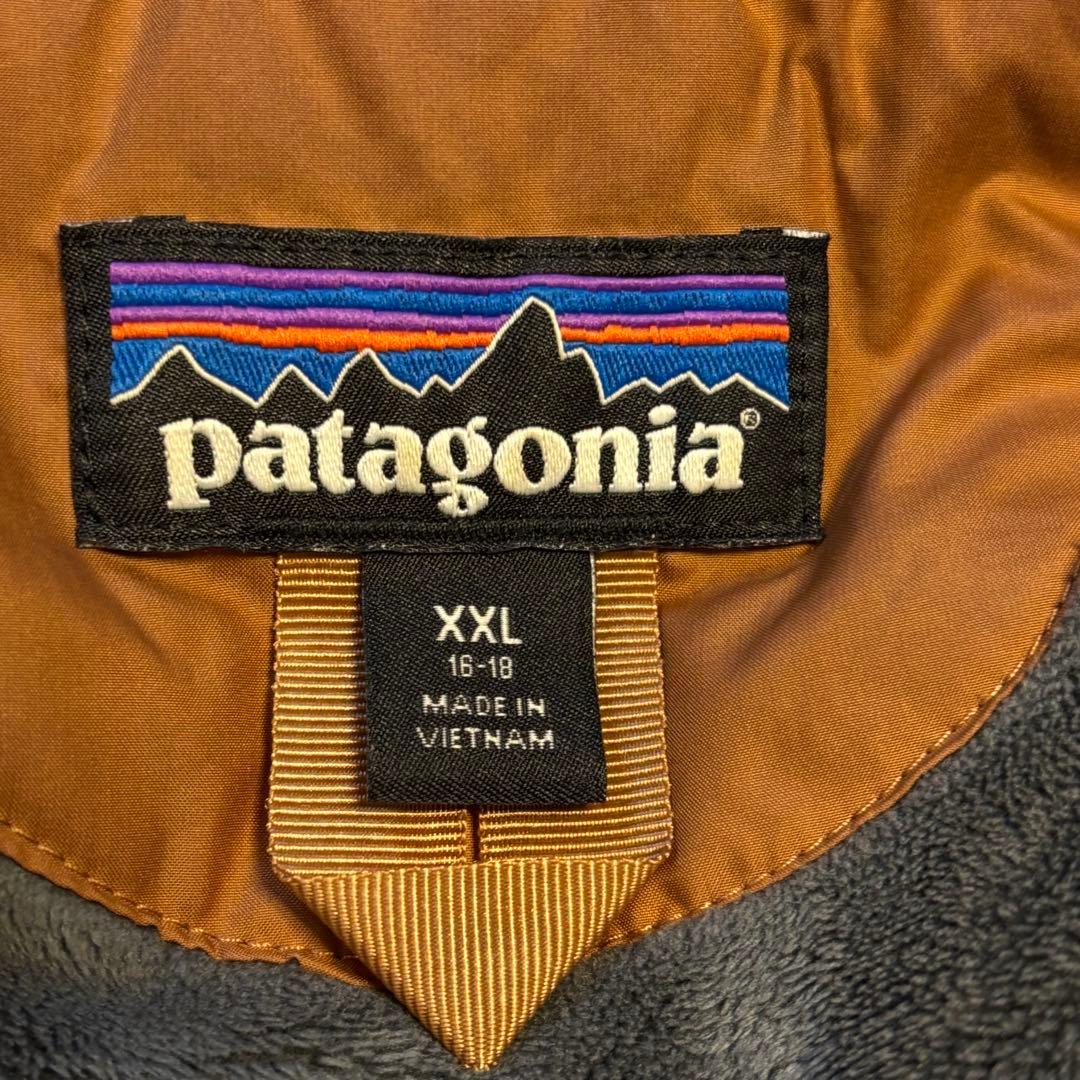 patagonia®
XXL
16-18
MADE IN
VIETNAM